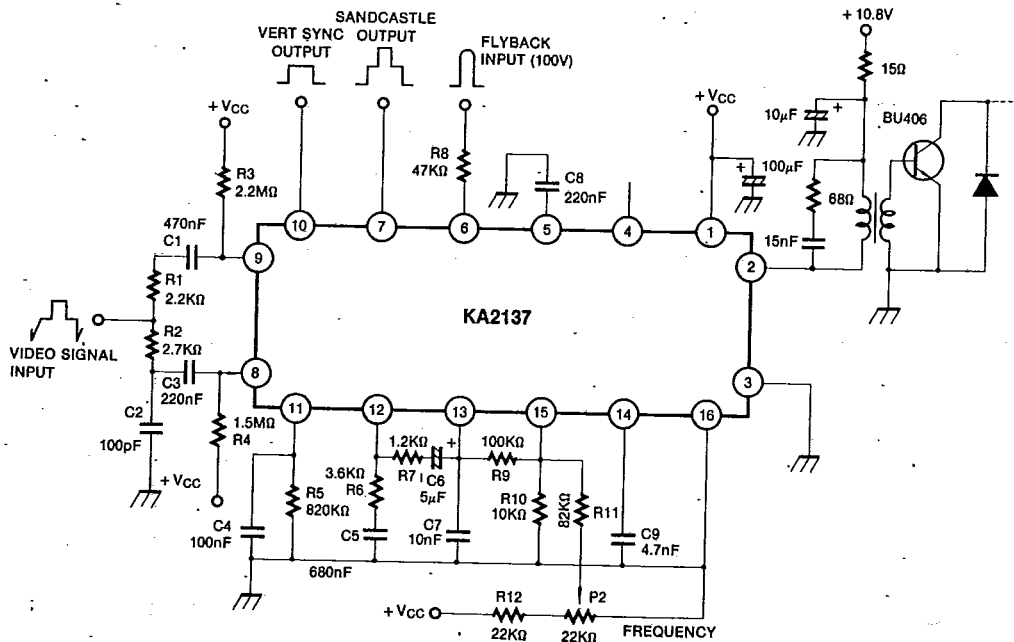 VERT SYNC
OUTPUT
SANDCASTLE
OUTPUT
FLYBACK
INPUT (100V)
+ 10.8V
15Ω
+ VCC
R8
47KΩ
+ VCC
10µF
+
BU406
R3
2.2MΩ
C8
220nF
+
100µF
68Ω
470nF
C1
10
7
6
5
4
1
15nF
9
2
R1
2.2KΩ
KA2137
R2
2.7KΩ
VIDEO SIGNAL
INPUT
C3
220nF
8
3
C2
100pF
11
12
13
15
14
16
1.5MΩ
R4
1.2KΩ
R7
+
C6
5µF
100KΩ
R9
+ VCC
3.6KΩ
R6
R5
820KΩ
R10
10KΩ
82KΩ
R11
C4
100nF
C5
C7
10nF
C9
4.7nF
680nF
+ VCC
R12
22KΩ
P2
22KΩ
FREQUENCY